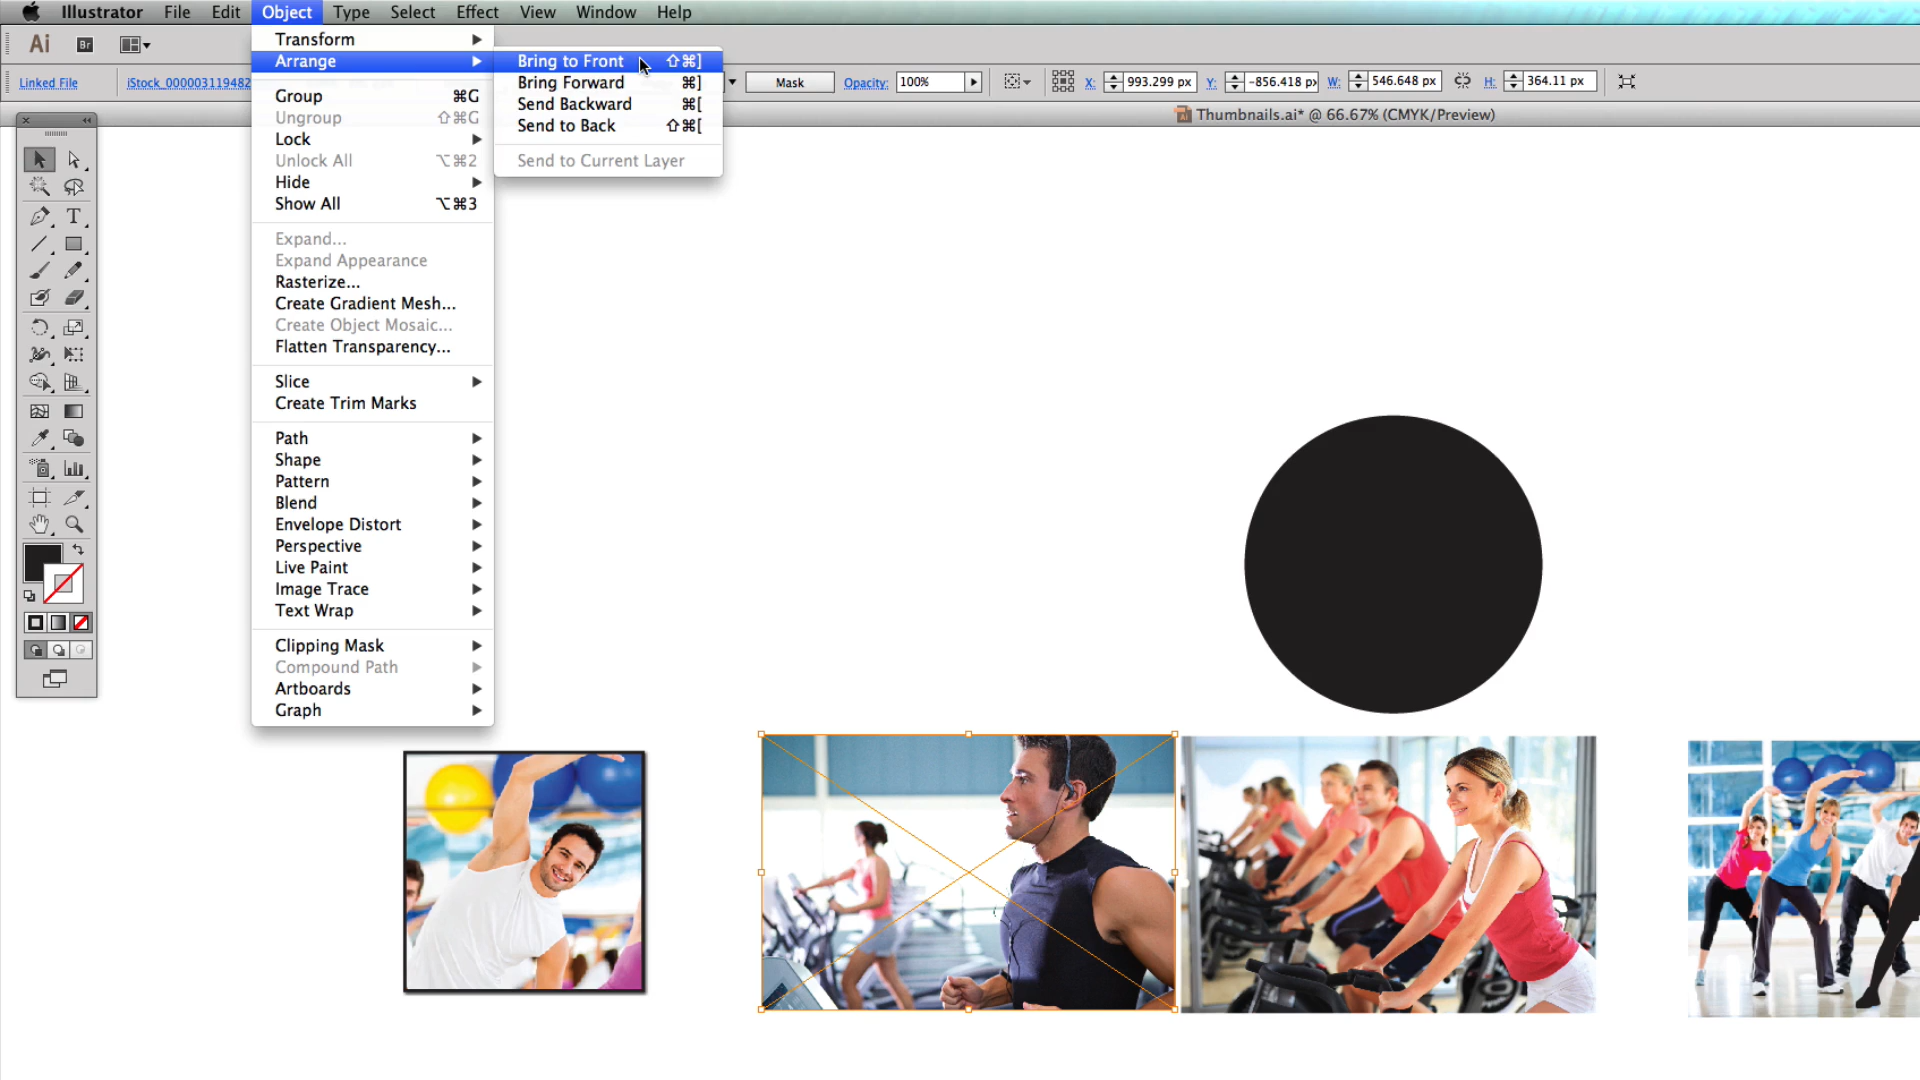 Illustrator File Edit Object Type Select Effect View Window Help
Ai Br
Linked File iStock_000003119482 Mask Opacity: 100% X: 993.299 px Y: -856.418 px W: 546.648 px H: 364.11 px
Thumbnails.ai* @ 66.67% (CMYK/Preview)
Transform
Arrange
Group ⌘G
Ungroup ⇧⌘G
Lock
Unlock All ⌥⌘2
Hide
Show All ⌥⌘3
Expand...
Expand Appearance
Rasterize...
Create Gradient Mesh...
Create Object Mosaic...
Flatten Transparency...
Slice
Create Trim Marks
Path
Shape
Pattern
Blend
Envelope Distort
Perspective
Live Paint
Image Trace
Text Wrap
Clipping Mask
Compound Path
Artboards
Graph
Bring to Front ⇧⌘]
Bring Forward ⌘]
Send Backward ⌘[
Send to Back ⇧⌘[
Send to Current Layer
T